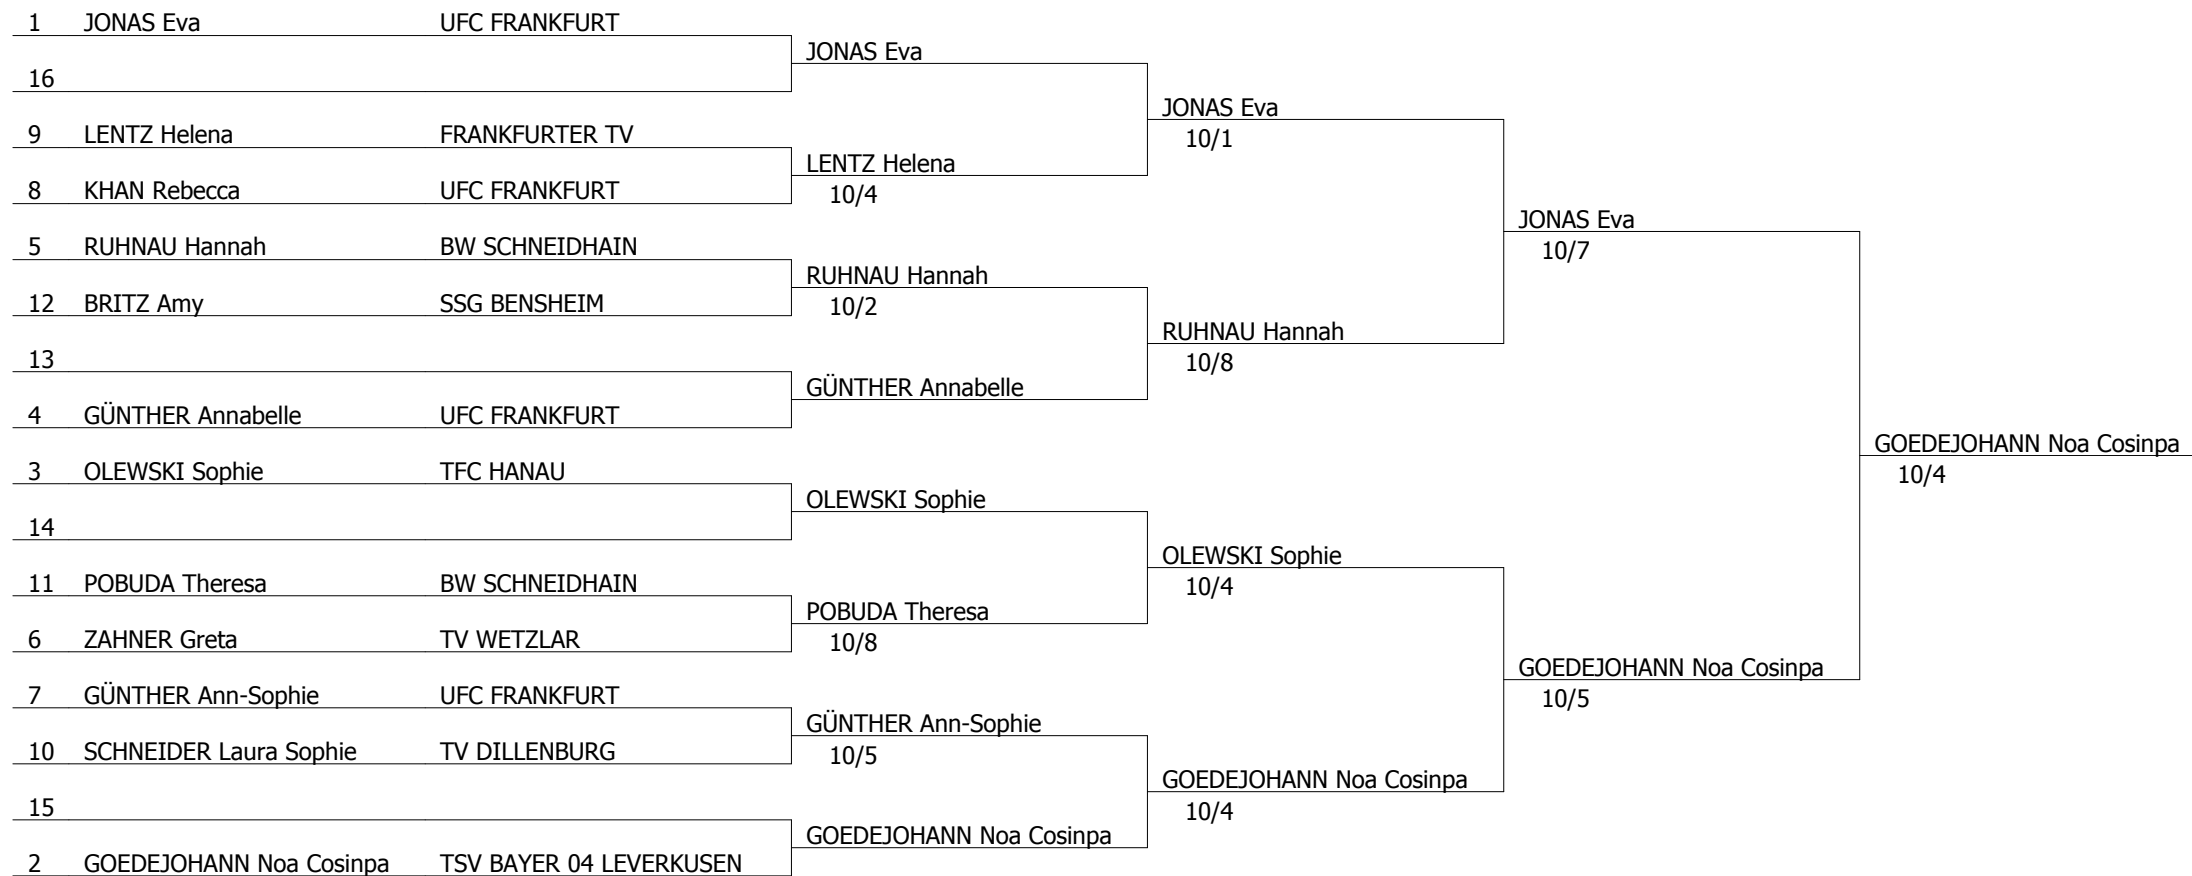 1 JONAS Eva UFC FRANKFURT
JONAS Eva
16
JONAS Eva
10/1
9 LENTZ Helena FRANKFURTER TV
LENTZ Helena
10/4
8 KHAN Rebecca UFC FRANKFURT
JONAS Eva
10/7
5 RUHNAU Hannah BW SCHNEIDHAIN
RUHNAU Hannah
10/2
12 BRITZ Amy SSG BENSHEIM
RUHNAU Hannah
10/8
13
GÜNTHER Annabelle
4 GÜNTHER Annabelle UFC FRANKFURT
GOEDEJOHANN Noa Cosinpa
10/4
3 OLEWSKI Sophie TFC HANAU
OLEWSKI Sophie
14
OLEWSKI Sophie
10/4
11 POBUDA Theresa BW SCHNEIDHAIN
POBUDA Theresa
10/8
6 ZAHNER Greta TV WETZLAR
GOEDEJOHANN Noa Cosinpa
10/5
7 GÜNTHER Ann-Sophie UFC FRANKFURT
GÜNTHER Ann-Sophie
10/5
10 SCHNEIDER Laura Sophie TV DILLENBURG
GOEDEJOHANN Noa Cosinpa
10/4
15
GOEDEJOHANN Noa Cosinpa
2 GOEDEJOHANN Noa Cosinpa TSV BAYER 04 LEVERKUSEN